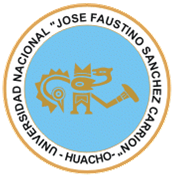 UNIVERSIDAD NACIONAL "JOSE FAUSTINO SANCHEZ CARRION"
- HUACHO -